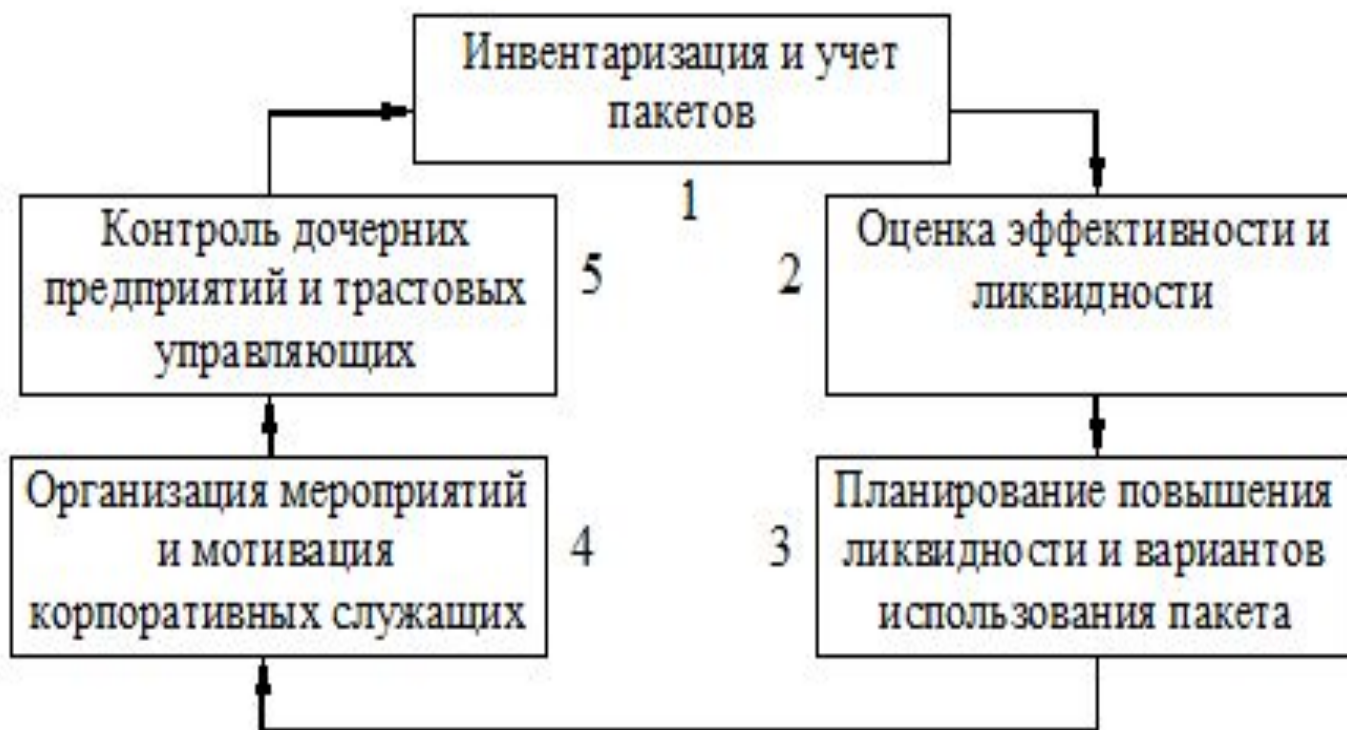 Инвентаризация и учет
пакетов
1
Оценка эффективности и
ликвидности
2
Планирование повышения
ликвидности и вариантов
использования пакета
3
Организация мероприятий
и мотивация
корпоративных служащих
4
Контроль дочерних
предприятий и трастовых
управляющих
5